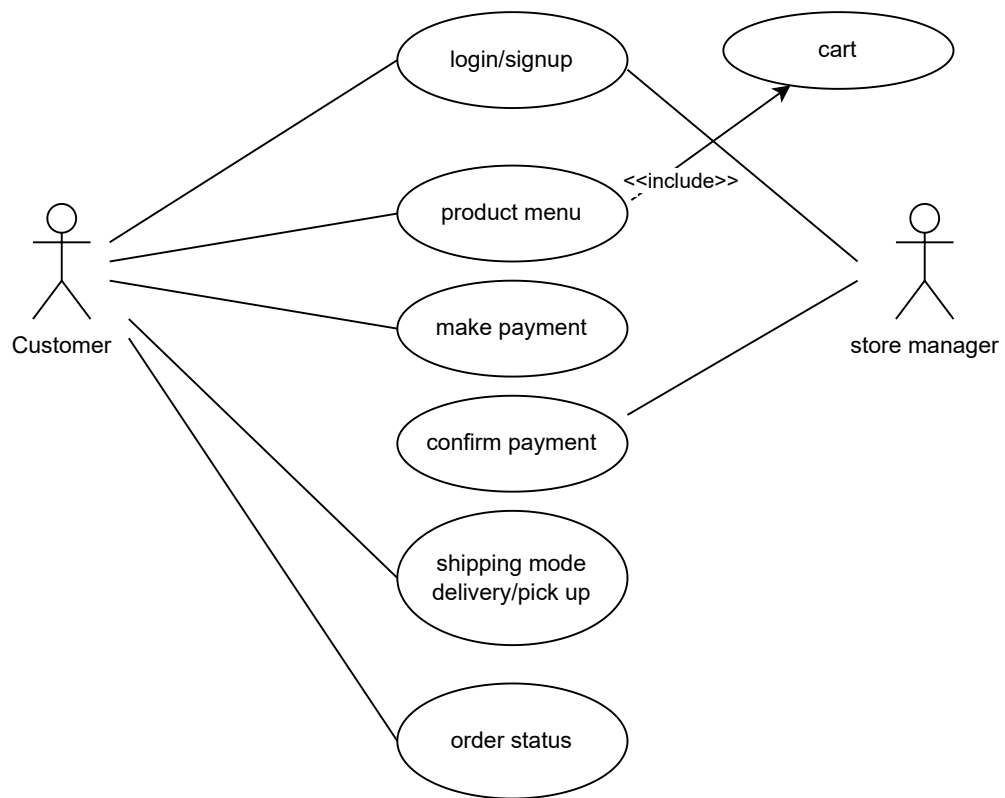 login/signup
cart
<<include>>
product menu
make payment
Customer
store manager
confirm payment
shipping mode
delivery/pick up
order status